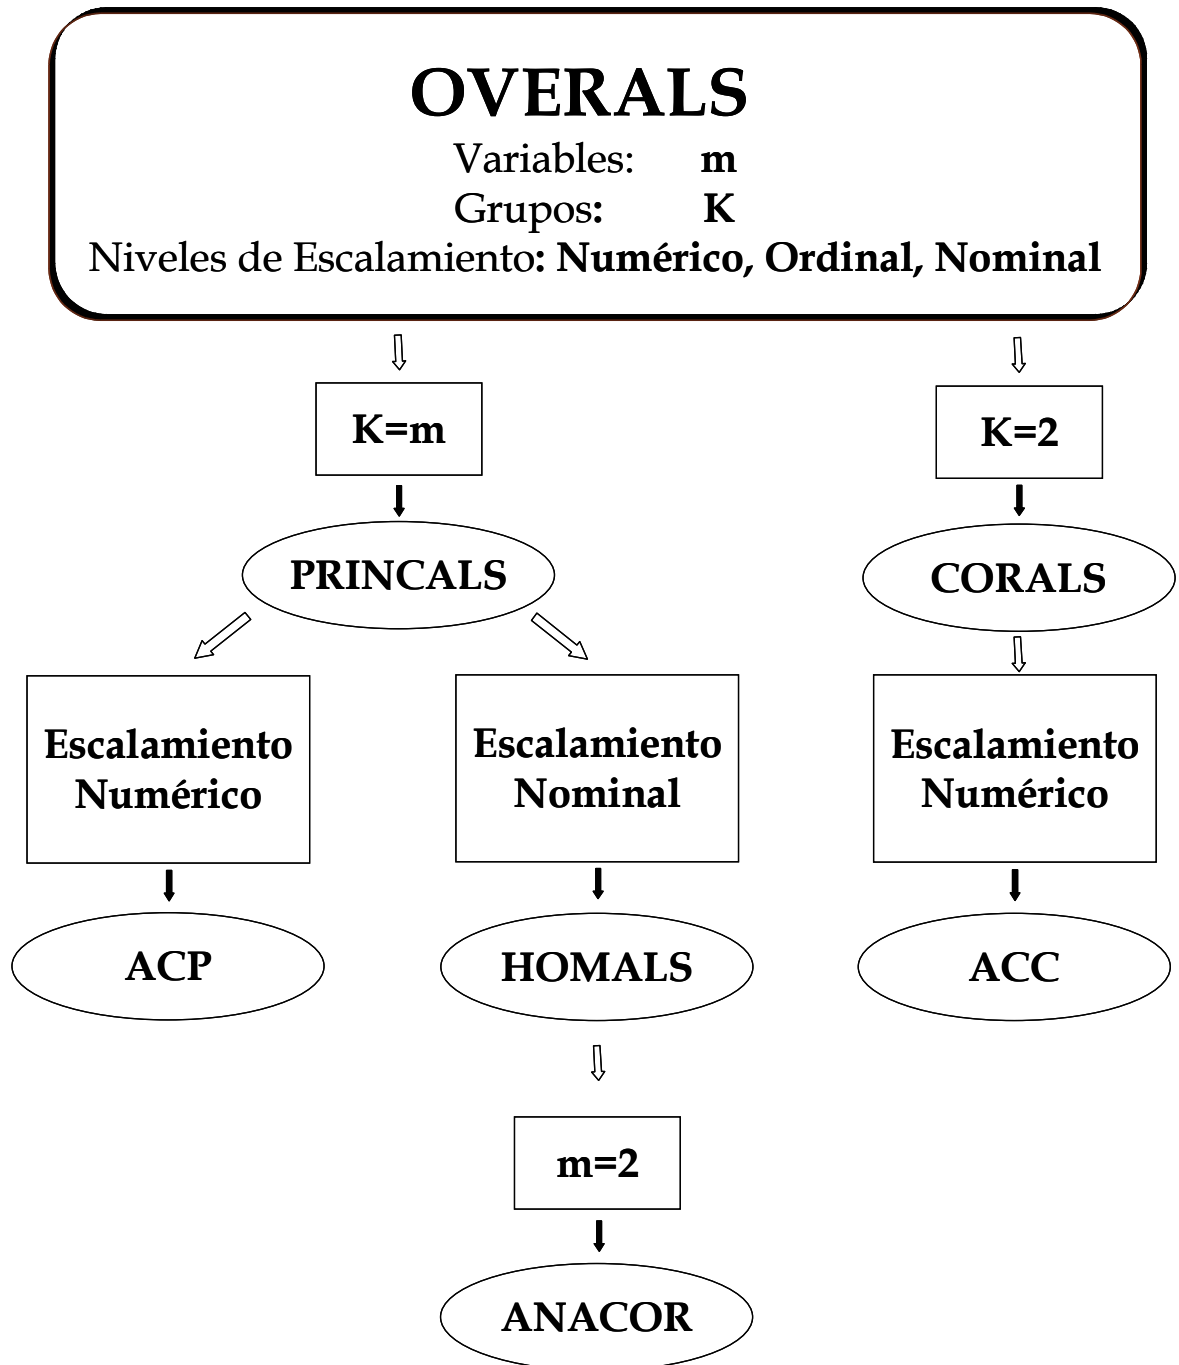 OVERALS
Variables: m
Grupos: K
Niveles de Escalamiento: Numérico, Ordinal, Nominal
K=m
K=2
PRINCALS
CORALS
Escalamiento
Numérico
Escalamiento
Nominal
Escalamiento
Numérico
ACP
HOMALS
ACC
m=2
ANACOR